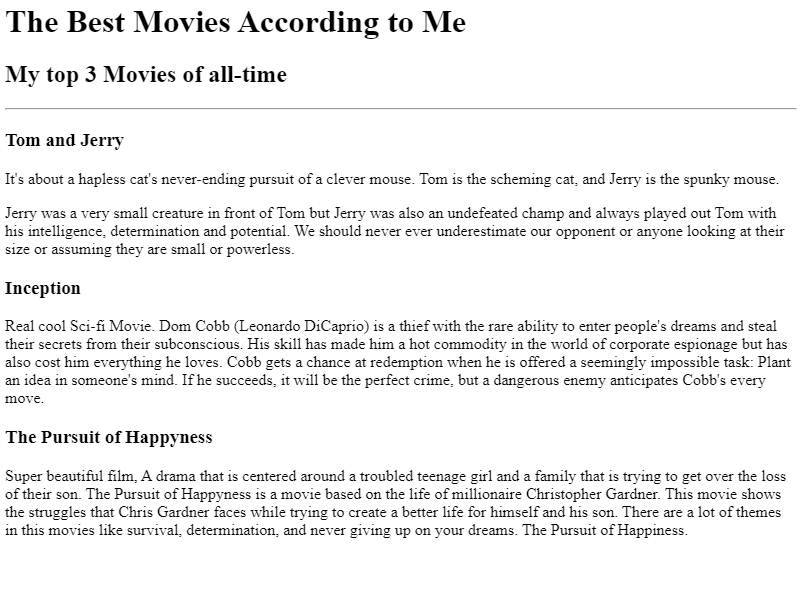 The Best Movies According to Me
My top 3 Movies of all-time
Tom and Jerry
It's about a hapless cat's never-ending pursuit of a clever mouse. Tom is the scheming cat, and Jerry is the spunky mouse.
Jerry was a very small creature in front of Tom but Jerry was also an undefeated champ and always played out Tom with
his intelligence, determination and potential. We should never ever underestimate our opponent or anyone looking at their
size or assuming they are small or powerless.
Inception
Real cool Sci-fi Movie. Dom Cobb (Leonardo DiCaprio) is a thief with the rare ability to enter people's dreams and steal
their secrets from their subconscious. His skill has made him a hot commodity in the world of corporate espionage but has
also cost him everything he loves. Cobb gets a chance at redemption when he is offered a seemingly impossible task: Plant
an idea in someone's mind. If he succeeds, it will be the perfect crime, but a dangerous enemy anticipates Cobb's every
move.
The Pursuit of Happyness
Super beautiful film, A drama that is centered around a troubled teenage girl and a family that is trying to get over the loss
of their son. The Pursuit of Happyness is a movie based on the life of millionaire Christopher Gardner. This movie shows
the struggles that Chris Gardner faces while trying to create a better life for himself and his son. There are a lot of themes
in this movies like survival, determination, and never giving up on your dreams. The Pursuit of Happiness.